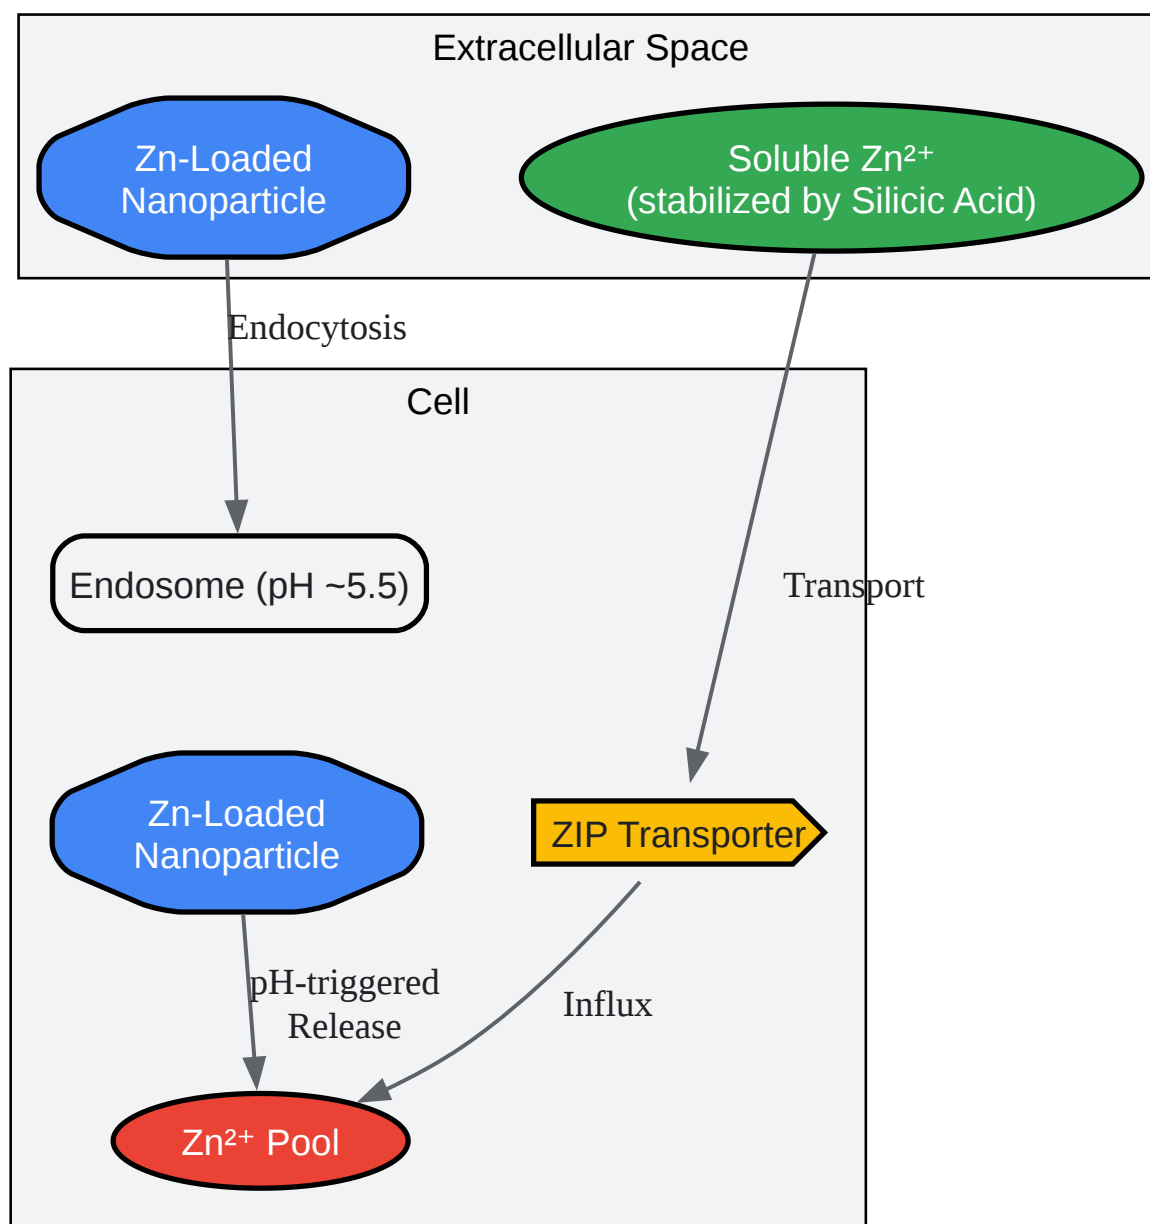 Extracellular Space
Zn-Loaded
Nanoparticle
Soluble Zn²⁺
(stabilized by Silicic Acid)
Endocytosis
Cell
Endosome (pH ~5.5)
Transport
Zn-Loaded
Nanoparticle
ZIP Transporter
pH-triggered
Release
Influx
Zn²⁺ Pool